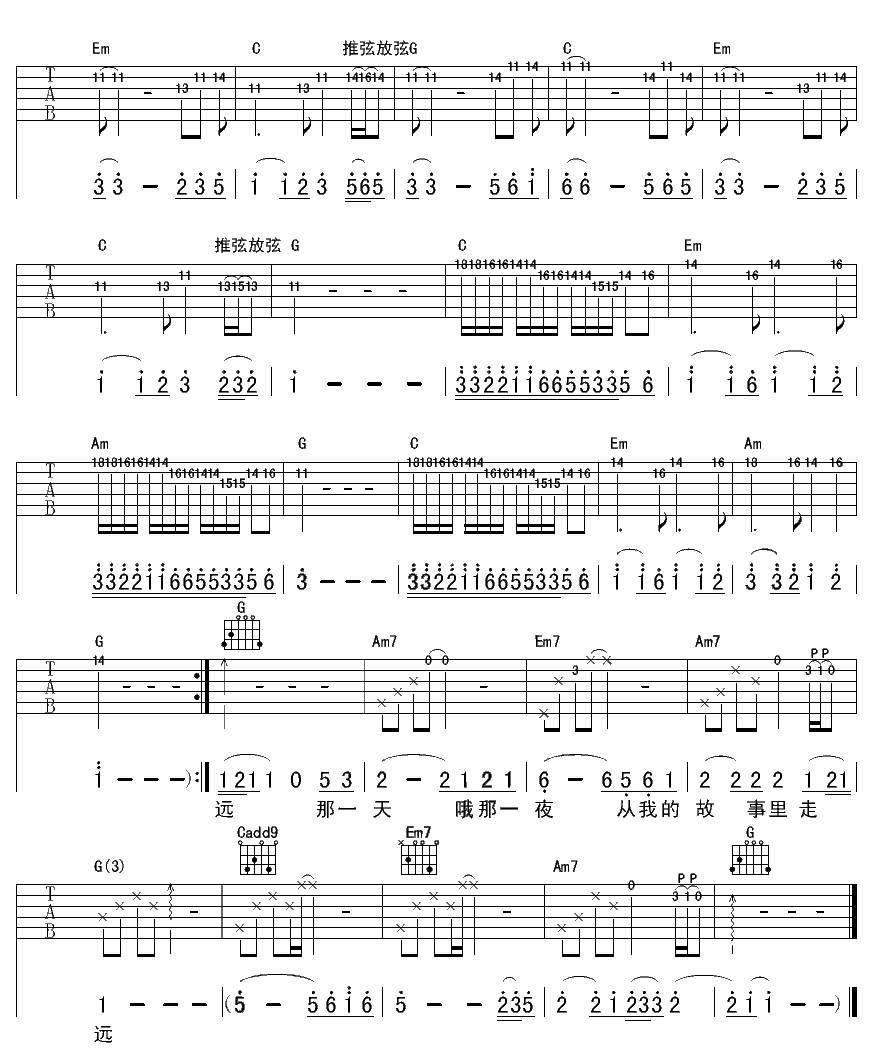 Em C 推弦放弦G C Em
T 11 11 - 13 11 14 11 13 11 14 16 14 11 11 - 14 11 14 11 11 - 14 11 14 11 11 - 13 11 14
A
B
3 3 - 2 3 5 1 1 2 3 5 6 5 3 3 - 5 6 1 6 6 - 5 6 5 3 3 - 2 3 5
C 推弦放弦 G C Em
T 11 13 11 13 15 13 11 - - - 18 18 16 16 14 14 16 16 14 14 15 15 14 16 14 16 14 16
A
B
1 1 2 3 2 3 2 1 - - - 3 3 2 2 1 1 6 6 5 5 3 3 5 6 1 1 6 1 1 2
Am G C Em Am
T 18 18 16 16 14 14 16 16 14 14 15 15 14 16 11 - - - 18 18 16 16 14 14 16 16 14 14 15 15 14 16 14 16 14 16 18 16 14 16
A
B
3 3 2 2 1 1 6 6 5 5 3 3 5 6 3 - - - 3 3 2 2 1 1 6 6 5 5 3 3 5 6 1 1 6 1 1 2 3 3 2 1 2
G G Am7 Em7 Am7
P P
T 14 - - - - - - 0 0 - 3 - 0 3 1 0
A
B
1 - - - ) 1 2 1 1 0 5 3 2 - 2 1 2 1 6 - 6 5 6 1 2 2 2 2 1 2 1
远 那一天 哦那一夜 从我的故事里走
G(3) Cadd9 Em7 Am7 G
P P
T - - - 0 3 1 0 - -
A
B
1 - - - (5 - 5 6 1 6 5 - - 2 3 5 2 2 1 2 3 3 2 2 1 1 - - )
远